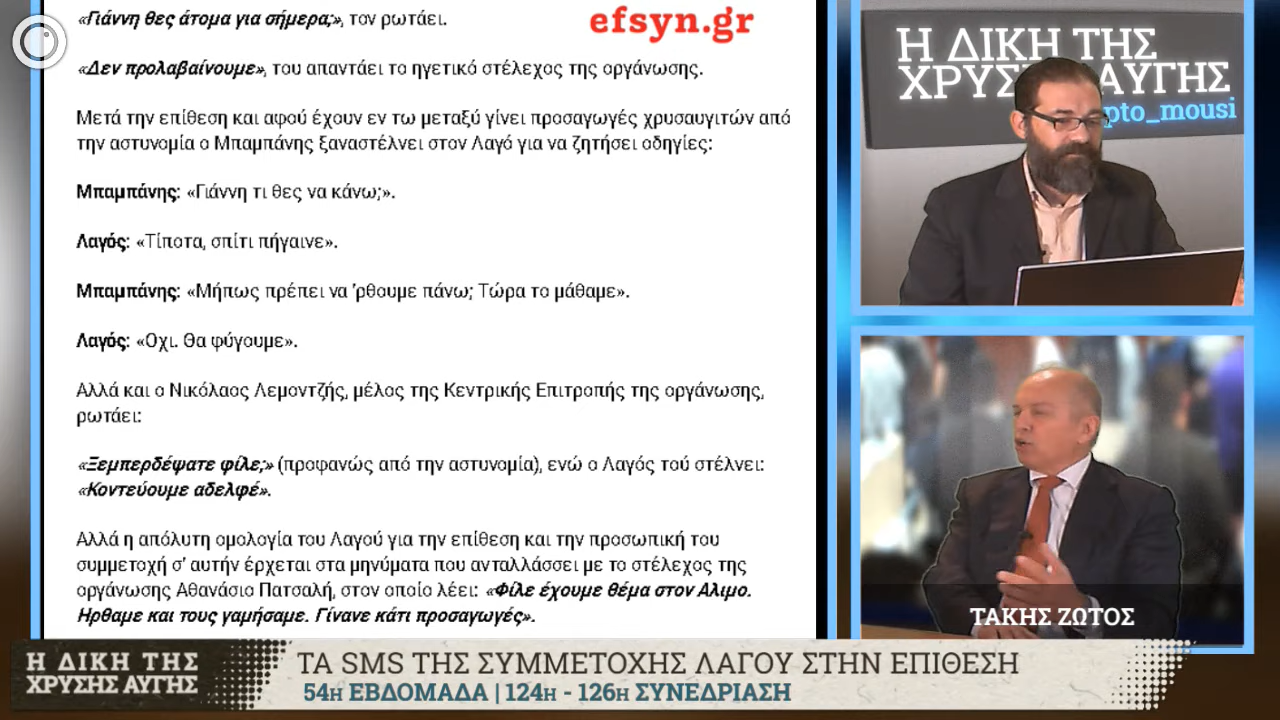 «Γιάννη θες άτομα για σήμερα;», τον ρωτάει.
efsyn.gr
«Δεν προλαβαίνουμε», του απαντάει το ηγετικό στέλεχος της οργάνωσης.
Μετά την επίθεση και αφού έχουν εν τω μεταξύ γίνει προσαγωγές χρυσαυγιτών από
την αστυνομία ο Μπαμπάνης ξαναστέλνει στον Λαγό για να ζητήσει οδηγίες:
Μπαμπάνης: «Γιάννη τι θες να κάνω;».
Λαγός: «Τίποτα, σπίτι πήγαινε».
Μπαμπάνης: «Μήπως πρέπει να ’ρθουμε πάνω; Τώρα το μάθαμε».
Λαγός: «Οχι. Θα φύγουμε».
Αλλά και ο Νικόλαος Λεμοντζής, μέλος της Κεντρικής Επιτροπής της οργάνωσης,
ρωτάει:
«Ξεμπερδέψατε φίλε;» (προφανώς από την αστυνομία), ενώ ο Λαγός τού στέλνει:
«Κοντεύουμε αδελφέ».
Αλλά η απόλυτη ομολογία του Λαγού για την επίθεση και την προσωπική του
συμμετοχή σ’ αυτήν έρχεται στα μηνύματα που ανταλλάσσει με το στέλεχος της
οργάνωσης Αθανάσιο Πατσαλή, στον οποίο λέει: «Φίλε έχουμε θέμα στον Αλιμο.
Ηρθαμε και τους γαμήσαμε. Γίνανε κάτι προσαγωγές».
Η ΔΙΚΗ ΤΗΣ
ΑΥΓΗΣ
pto_mousi
ΤΑΚΗΣ ΖΩΤΟΣ
Η ΔΙΚΗ ΤΗΣ
ΧΡΥΣΗΣ ΑΥΓΗΣ
ΤΑ SMS ΤΗΣ ΣΥΜΜΕΤΟΧΗΣ ΛΑΓΟΥ ΣΤΗΝ ΕΠΙΘΕΣΗ
54η ΕΒΔΟΜΑΔΑ | 124η - 126η ΣΥΝΕΔΡΙΑΣΗ